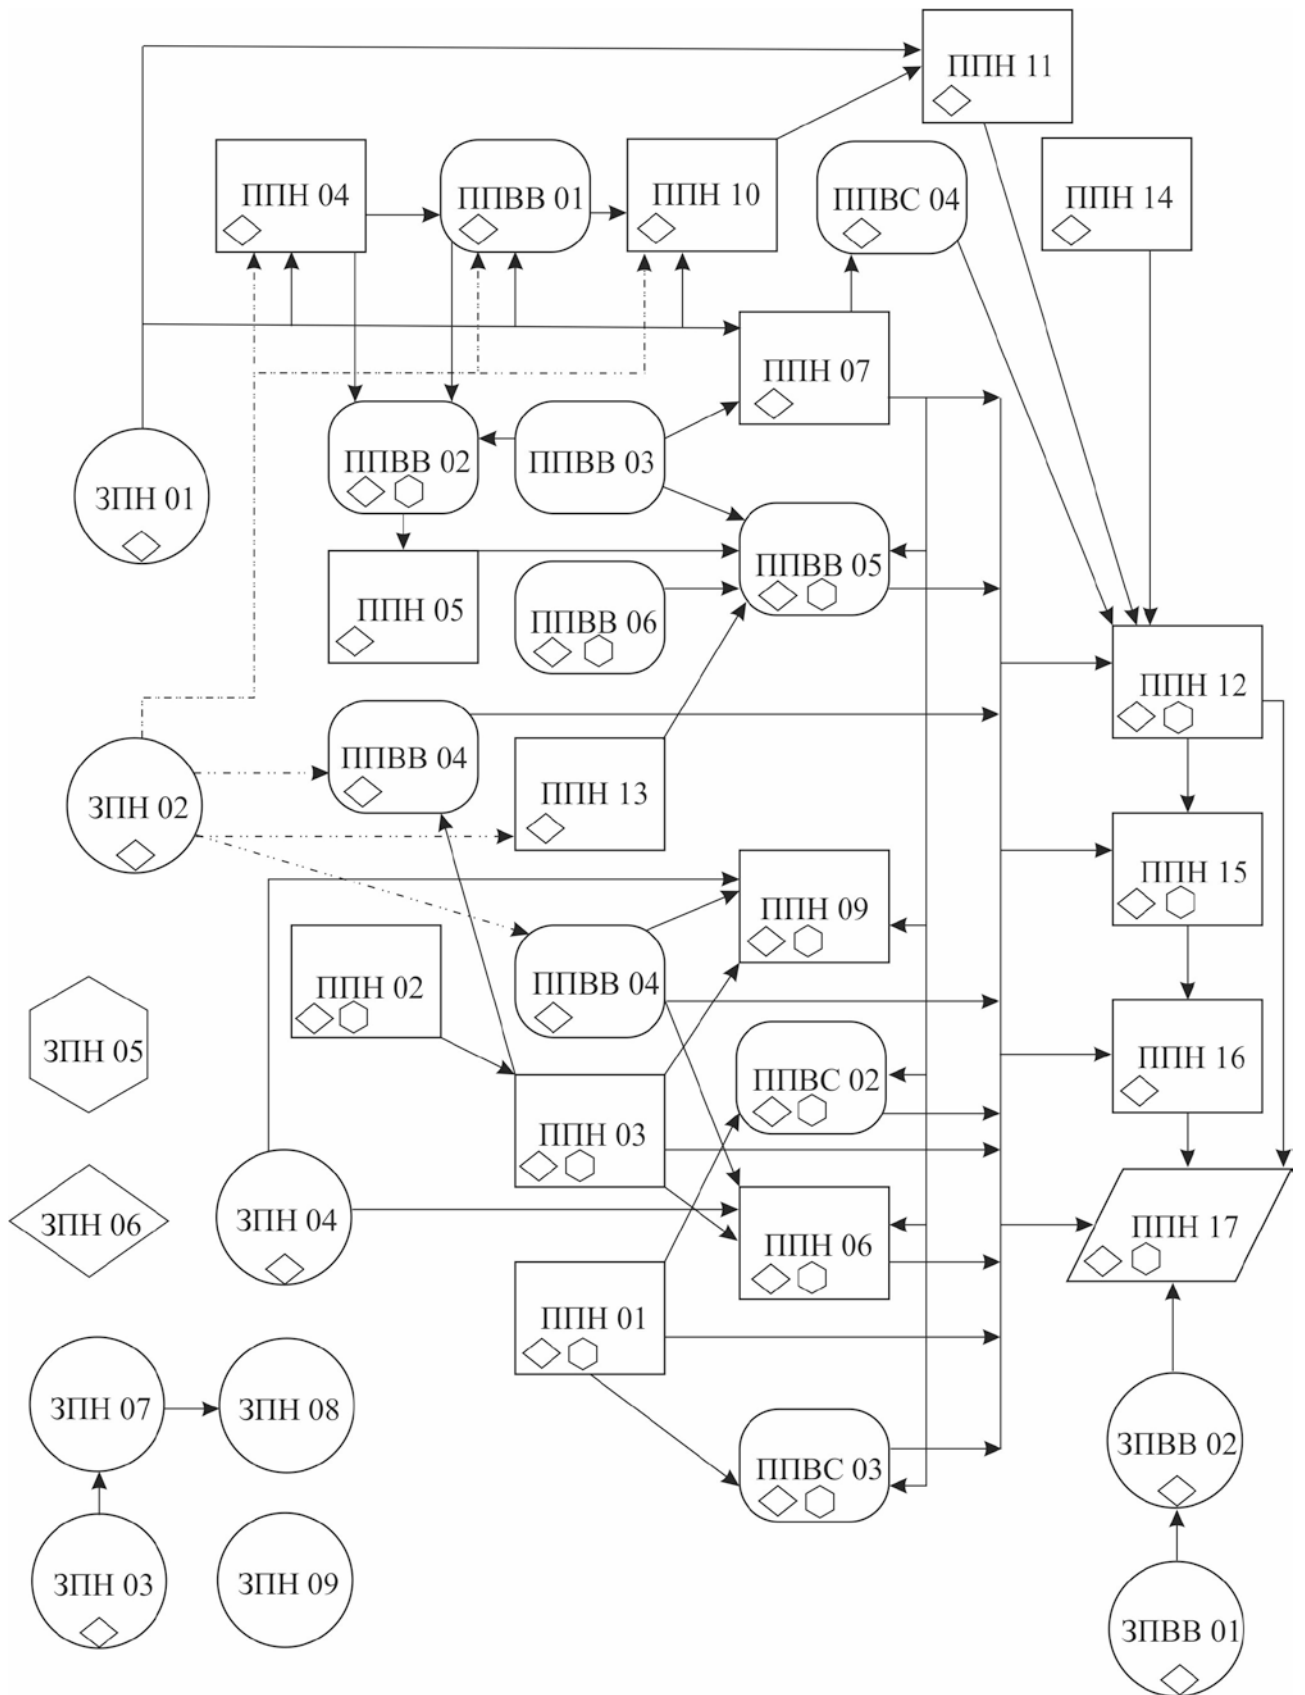 ППН 11
ППН 04
ППВВ 01
ППН 10
ППВС 04
ППН 14
ППН 07
ЗПН 01
ППВВ 02
ППВВ 03
ППВВ 05
ППН 05
ППВВ 06
ППН 12
ЗПН 02
ППВВ 04
ППН 13
ППН 15
ППН 09
ППН 02
ППВВ 04
ЗПН 05
ППВС 02
ППН 16
ППН 03
ЗПН 06
ЗПН 04
ППН 06
ППН 17
ППН 01
ЗПН 07
ЗПН 08
ППВС 03
ЗПВВ 02
ЗПН 03
ЗПН 09
ЗПВВ 01